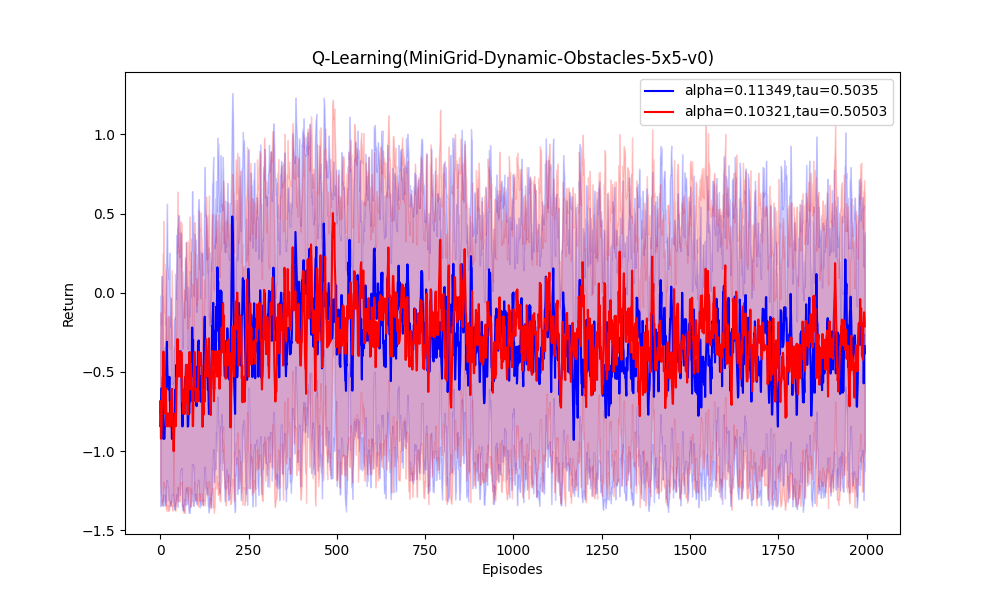 Q-Learning(MiniGrid-Dynamic-Obstacles-5x5-v0)
alpha=0.11349,tau=0.5035
alpha=0.10321,tau=0.50503
1.0
0.5
0.0
−0.5
−1.0
−1.5
Return
0 250 500 750 1000 1250 1500 1750 2000
Episodes